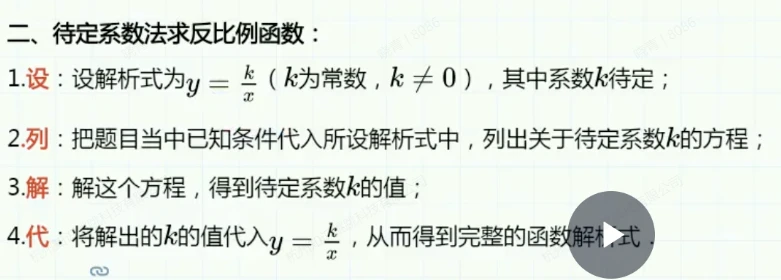 二、待定系数法求反比例函数：
1.设：设解析式为y = k/x（k为常数，k ≠ 0），其中系数k待定；
2.列：把题目当中已知条件代入所设解析式中，列出关于待定系数k的方程；
3.解：解这个方程，得到待定系数k的值；
4.代：将解出的k的值代入y = k/x，从而得到完整的函数解析式．